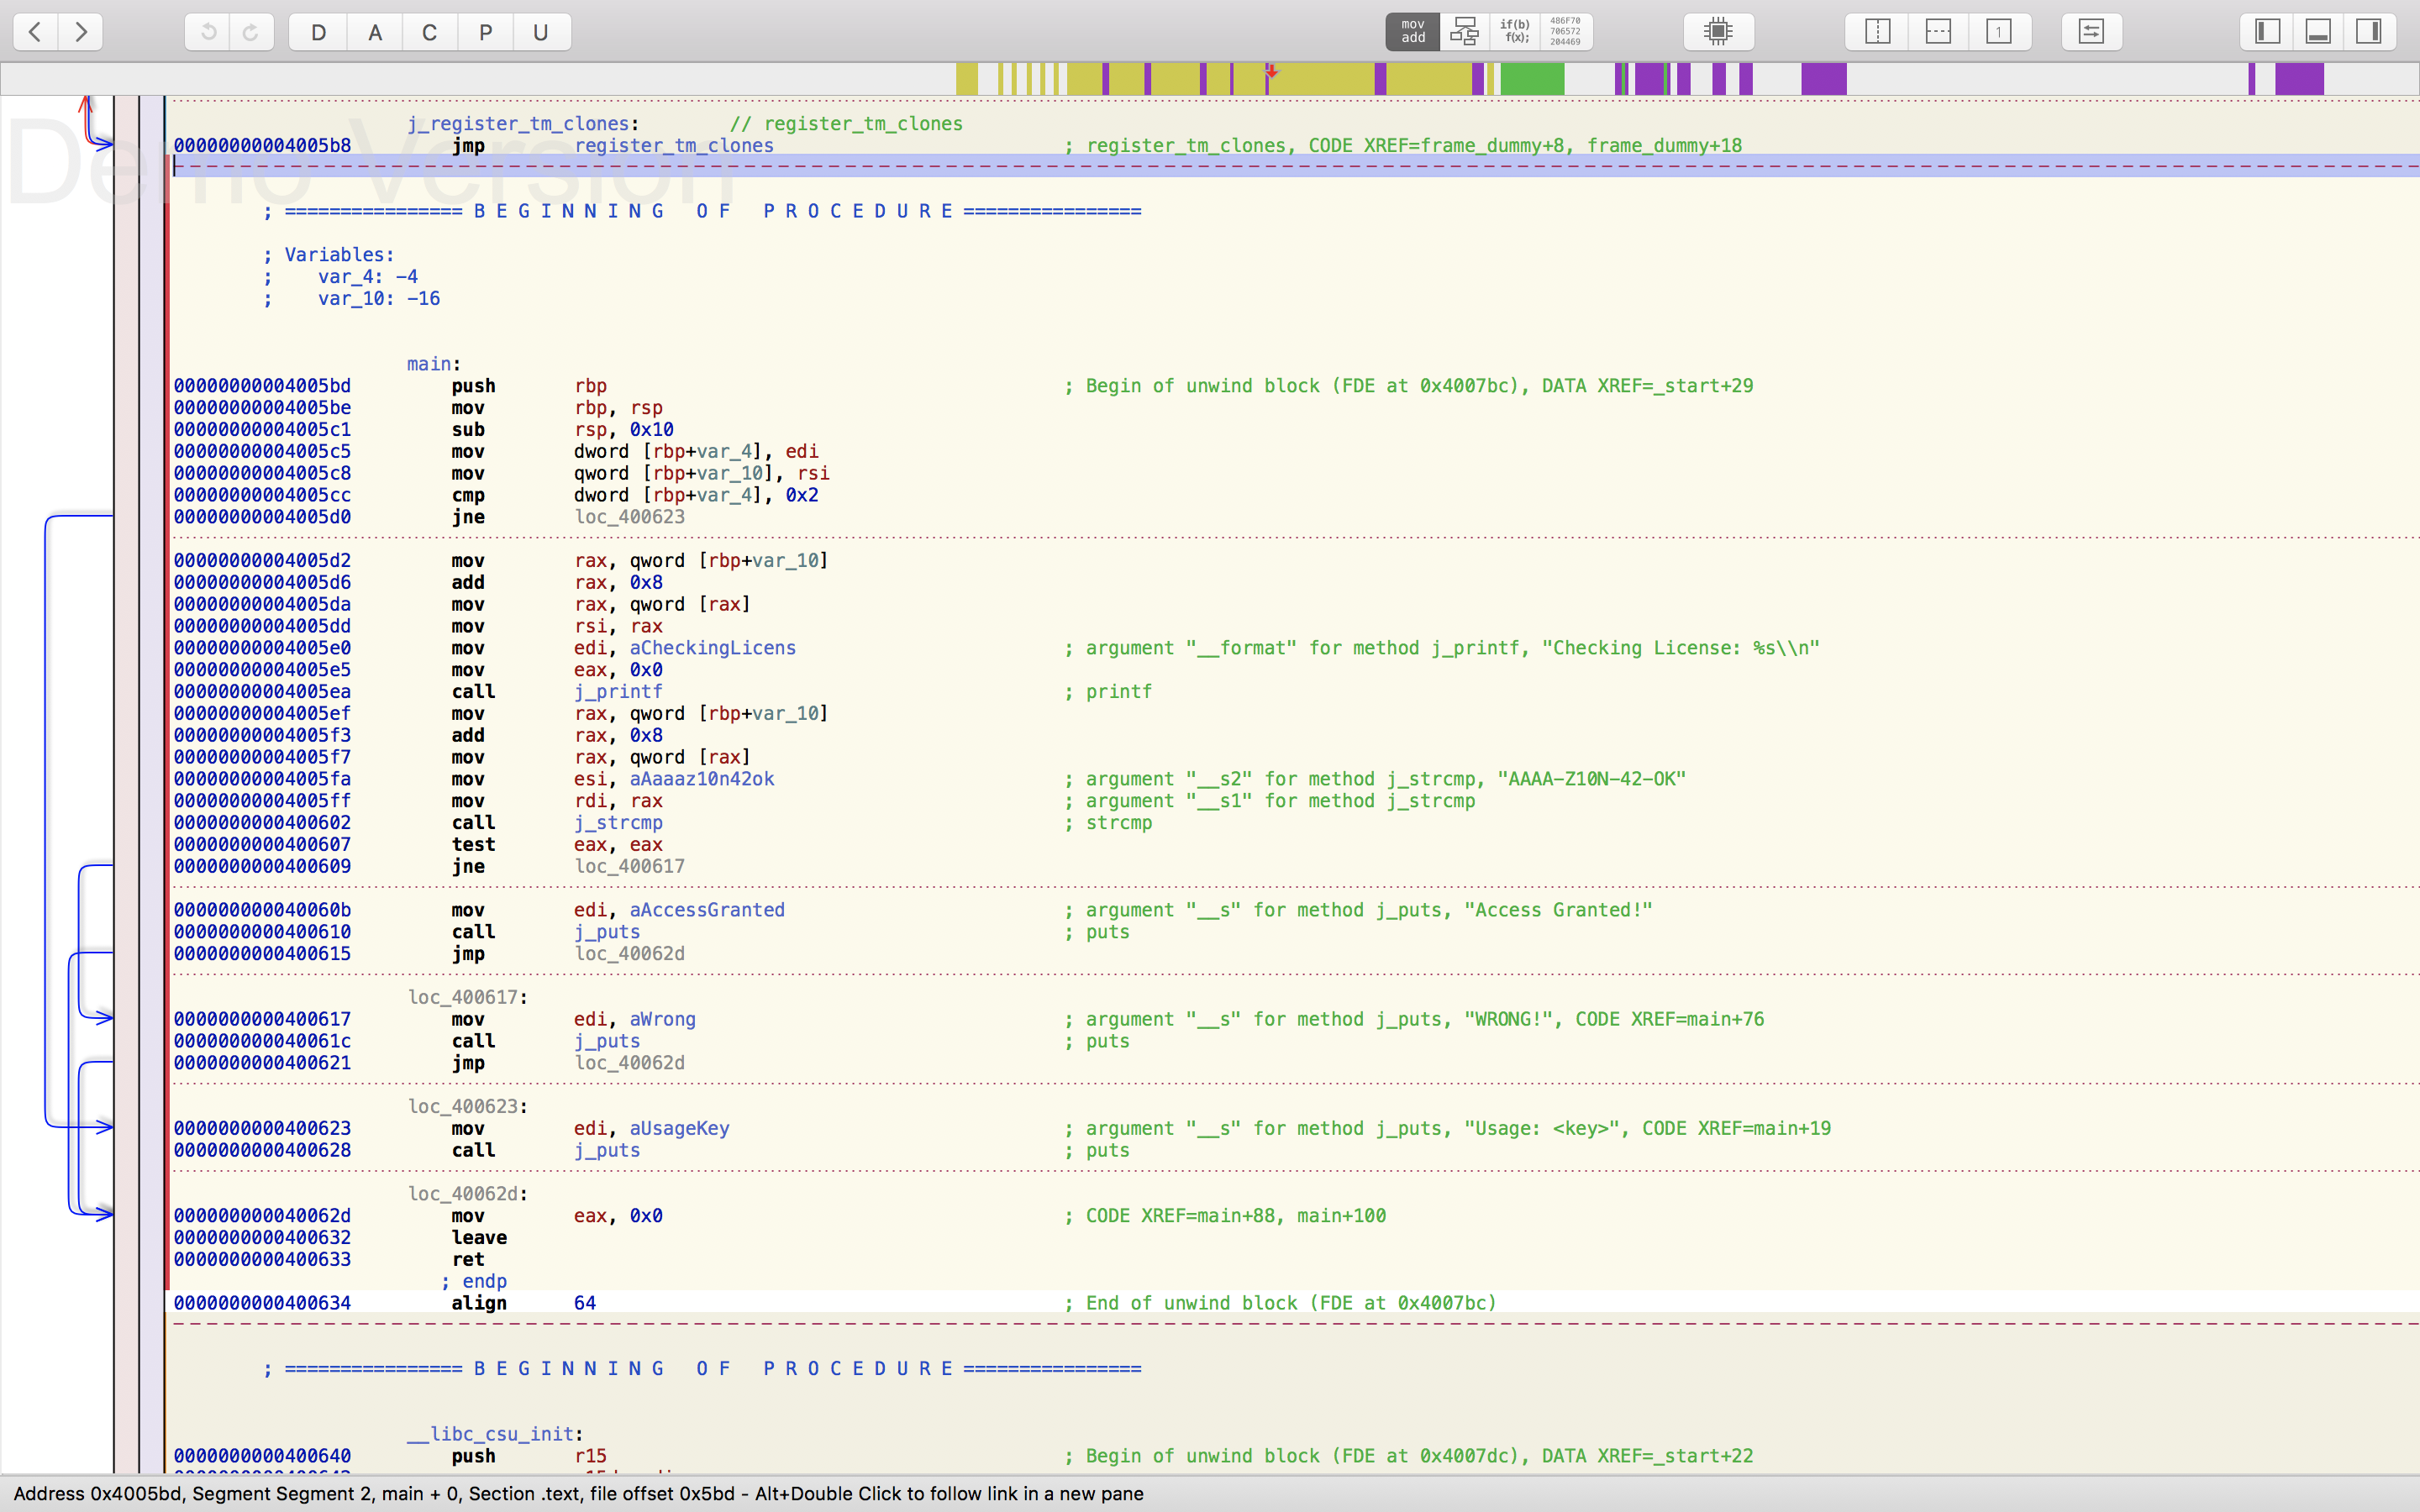 D A C P U mov add if(b) f(x); 486F70 706572 204469 1
Demo Version
j_register_tm_clones: // register_tm_clones
00000000004005b8 jmp register_tm_clones ; register_tm_clones, CODE XREF=frame_dummy+8, frame_dummy+18
; ================ B E G I N N I N G O F P R O C E D U R E ================
; Variables:
; var_4: -4
; var_10: -16
main:
00000000004005bd push rbp ; Begin of unwind block (FDE at 0x4007bc), DATA XREF=_start+29
00000000004005be mov rbp, rsp
00000000004005c1 sub rsp, 0x10
00000000004005c5 mov dword [rbp+var_4], edi
00000000004005c8 mov qword [rbp+var_10], rsi
00000000004005cc cmp dword [rbp+var_4], 0x2
00000000004005d0 jne loc_400623
00000000004005d2 mov rax, qword [rbp+var_10]
00000000004005d6 add rax, 0x8
00000000004005da mov rax, qword [rax]
00000000004005dd mov rsi, rax
00000000004005e0 mov edi, aCheckingLicens ; argument "__format" for method j_printf, "Checking License: %s\\n"
00000000004005e5 mov eax, 0x0
00000000004005ea call j_printf ; printf
00000000004005ef mov rax, qword [rbp+var_10]
00000000004005f3 add rax, 0x8
00000000004005f7 mov rax, qword [rax]
00000000004005fa mov esi, aAaaaz10n42ok ; argument "__s2" for method j_strcmp, "AAAA-Z10N-42-OK"
00000000004005ff mov rdi, rax ; argument "__s1" for method j_strcmp
0000000000400602 call j_strcmp ; strcmp
0000000000400607 test eax, eax
0000000000400609 jne loc_400617
000000000040060b mov edi, aAccessGranted ; argument "__s" for method j_puts, "Access Granted!"
0000000000400610 call j_puts ; puts
0000000000400615 jmp loc_40062d
loc_400617:
0000000000400617 mov edi, aWrong ; argument "__s" for method j_puts, "WRONG!", CODE XREF=main+76
000000000040061c call j_puts ; puts
0000000000400621 jmp loc_40062d
loc_400623:
0000000000400623 mov edi, aUsageKey ; argument "__s" for method j_puts, "Usage: <key>", CODE XREF=main+19
0000000000400628 call j_puts ; puts
loc_40062d:
000000000040062d mov eax, 0x0 ; CODE XREF=main+88, main+100
0000000000400632 leave
0000000000400633 ret
; endp
0000000000400634 align 64 ; End of unwind block (FDE at 0x4007bc)
; ================ B E G I N N I N G O F P R O C E D U R E ================
__libc_csu_init:
0000000000400640 push r15 ; Begin of unwind block (FDE at 0x4007dc), DATA XREF=_start+22
Address 0x4005bd, Segment Segment 2, main + 0, Section .text, file offset 0x5bd - Alt+Double Click to follow link in a new pane